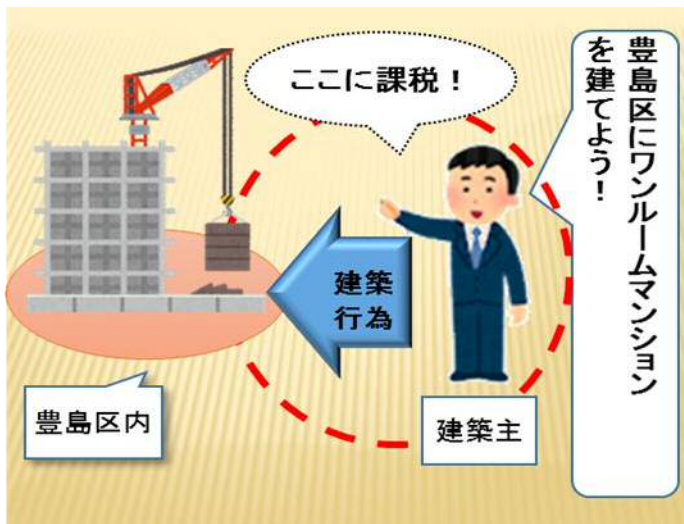 豊島区にワンルームマンション
を建てよう！
ここに課税！
建築
行為
豊島区内
建築主